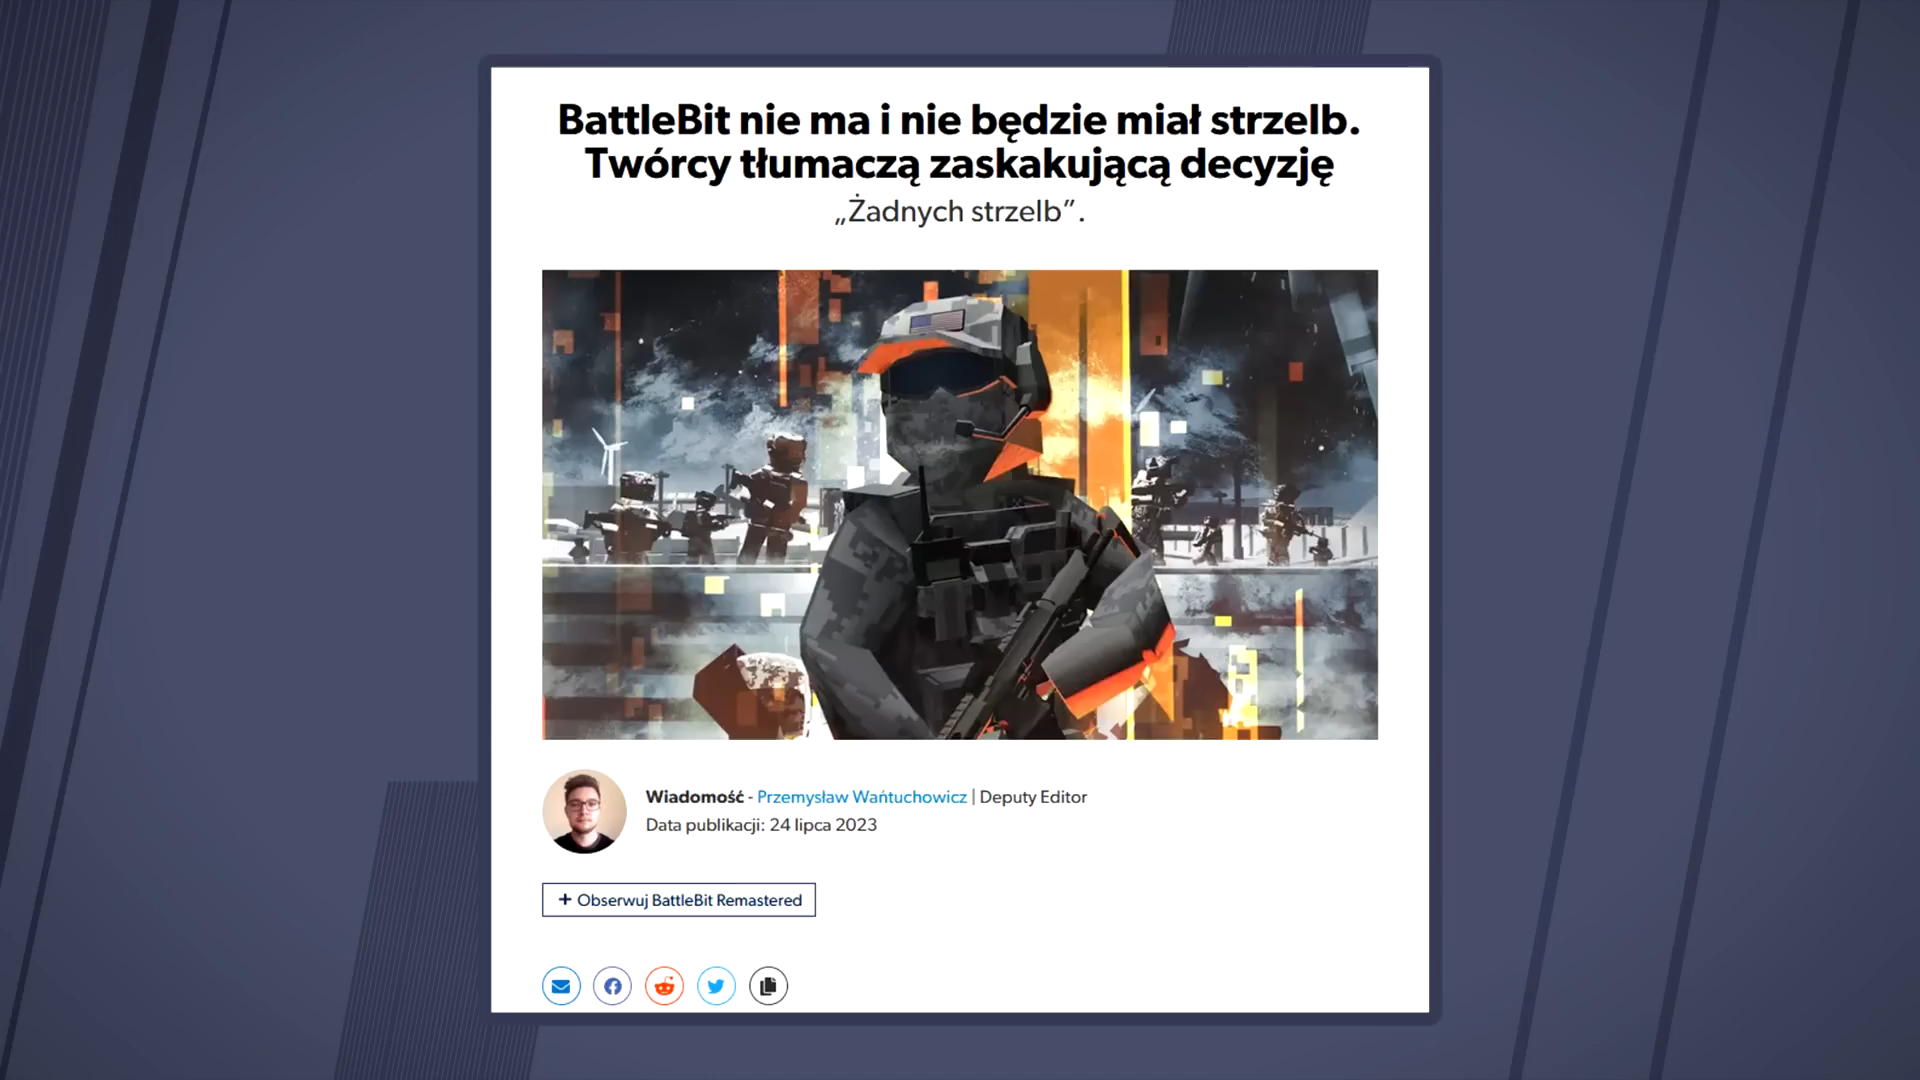 BattleBit nie ma i nie będzie miał strzelb.
Twórcy tłumaczą zaskakującą decyzję
„Żadnych strzelb”.
Wiadomość - Przemysław Wańtuchowicz | Deputy Editor
Data publikacji: 24 lipca 2023
+ Obserwuj BattleBit Remastered